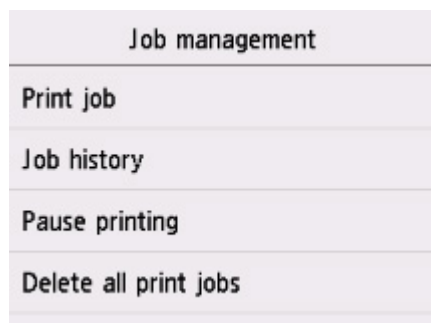 Job management
Print job
Job history
Pause printing
Delete all print jobs